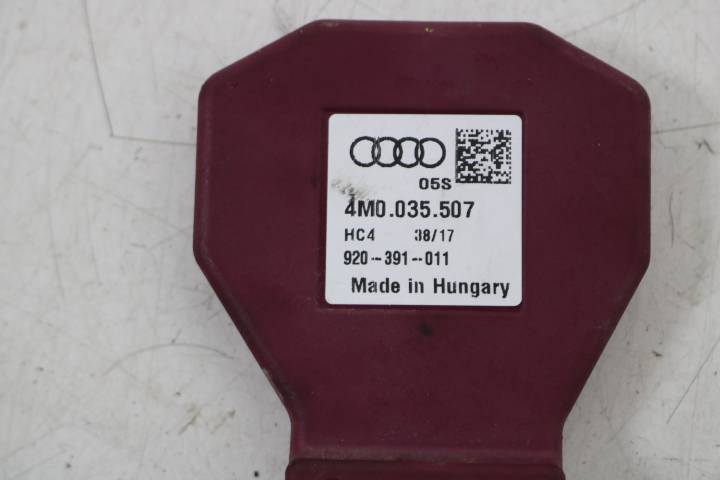 05S
4M0.035.507
HC4 38/17
920-391-011
Made in Hungary